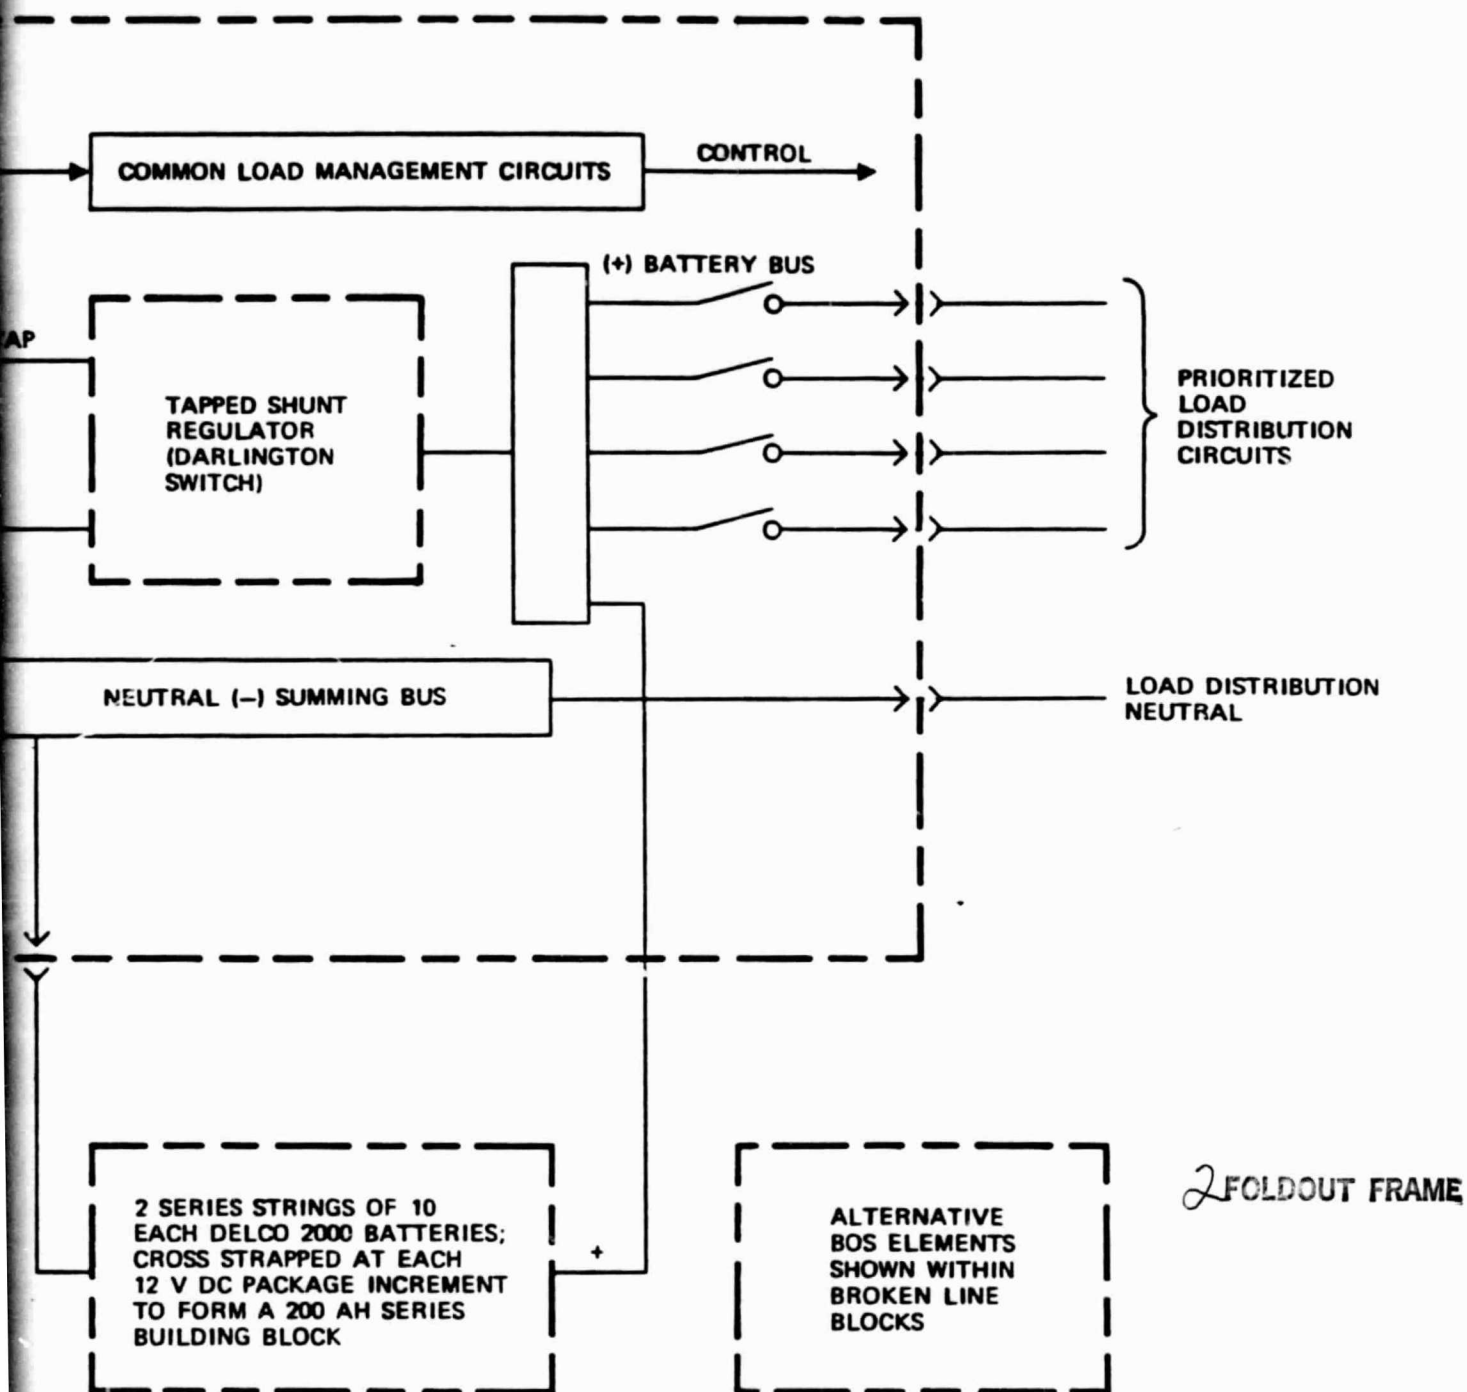 COMMON LOAD MANAGEMENT CIRCUITS
CONTROL
(+) BATTERY BUS
TAPPED SHUNT
REGULATOR
(DARLINGTON
SWITCH)
PRIORITIZED
LOAD
DISTRIBUTION
CIRCUITS
NEUTRAL (–) SUMMING BUS
LOAD DISTRIBUTION
NEUTRAL
2 SERIES STRINGS OF 10
EACH DELCO 2000 BATTERIES;
CROSS STRAPPED AT EACH
12 V DC PACKAGE INCREMENT
TO FORM A 200 AH SERIES
BUILDING BLOCK
+
ALTERNATIVE
BOS ELEMENTS
SHOWN WITHIN
BROKEN LINE
BLOCKS
2 FOLDOUT FRAME